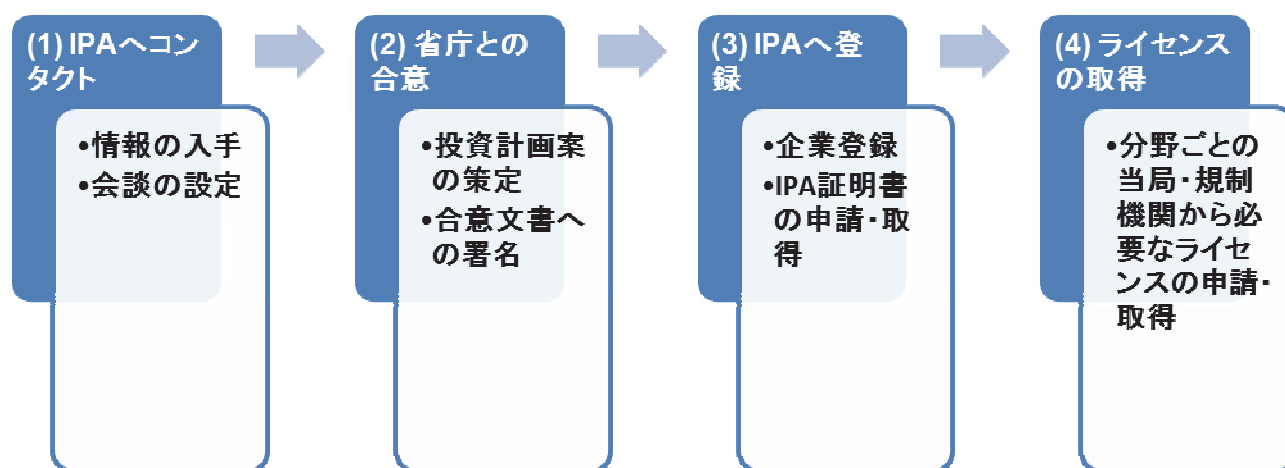 (1) IPAへコン
タクト
•情報の入手
•会談の設定
(2) 省庁との
合意
•投資計画案
の策定
•合意文書へ
の署名
(3) IPAへ登
録
•企業登録
•IPA証明書
の申請・取
得
(4) ライセンス
の取得
•分野ごとの
当局・規制
機関から必
要なライセ
ンスの申請・
取得